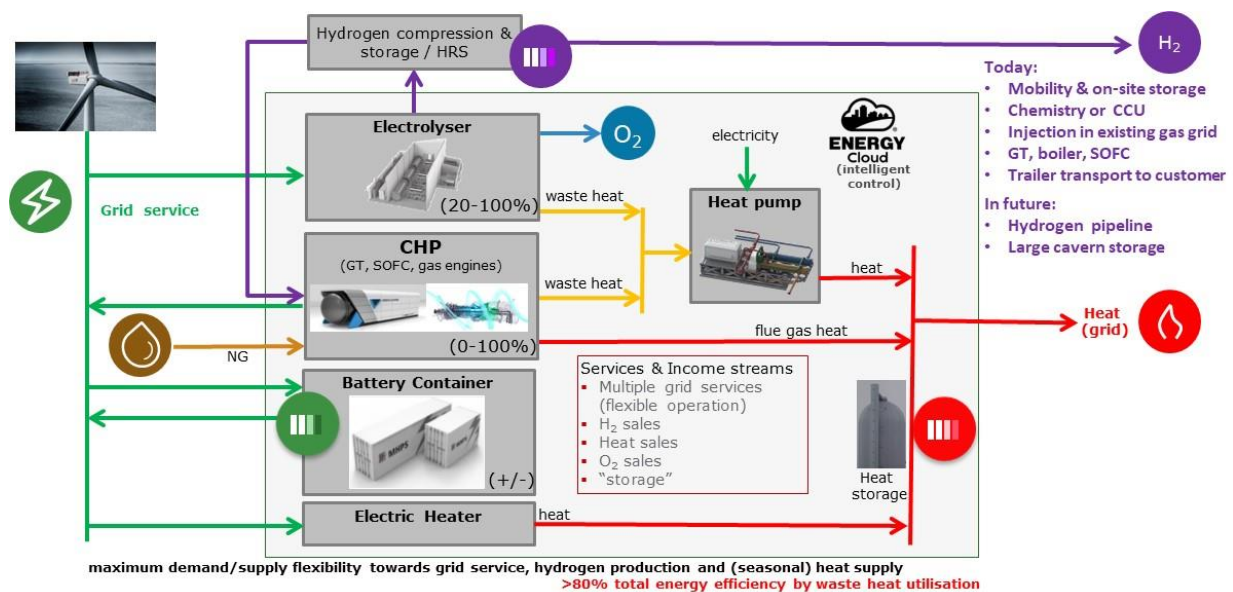 Hydrogen compression &
storage / HRS
H₂
Today:
• Mobility & on-site storage
• Chemistry or CCU
• Injection in existing gas grid
• GT, boiler, SOFC
• Trailer transport to customer
In future:
• Hydrogen pipeline
• Large cavern storage
Electrolyser
(20-100%)
O₂
electricity
ENERGY
Cloud
(intelligent
control)
Grid service
waste heat
Heat pump
CHP
(GT, SOFC, gas engines)
(0-100%)
waste heat
heat
flue gas heat
NG
Heat
(grid)
Battery Container
MHPS
(+/-)
Services & Income streams
▪ Multiple grid services
(flexible operation)
▪ H₂ sales
▪ Heat sales
▪ O₂ sales
▪ “storage”
Heat
storage
Electric Heater
heat
maximum demand/supply flexibility towards grid service, hydrogen production and (seasonal) heat supply
>80% total energy efficiency by waste heat utilisation